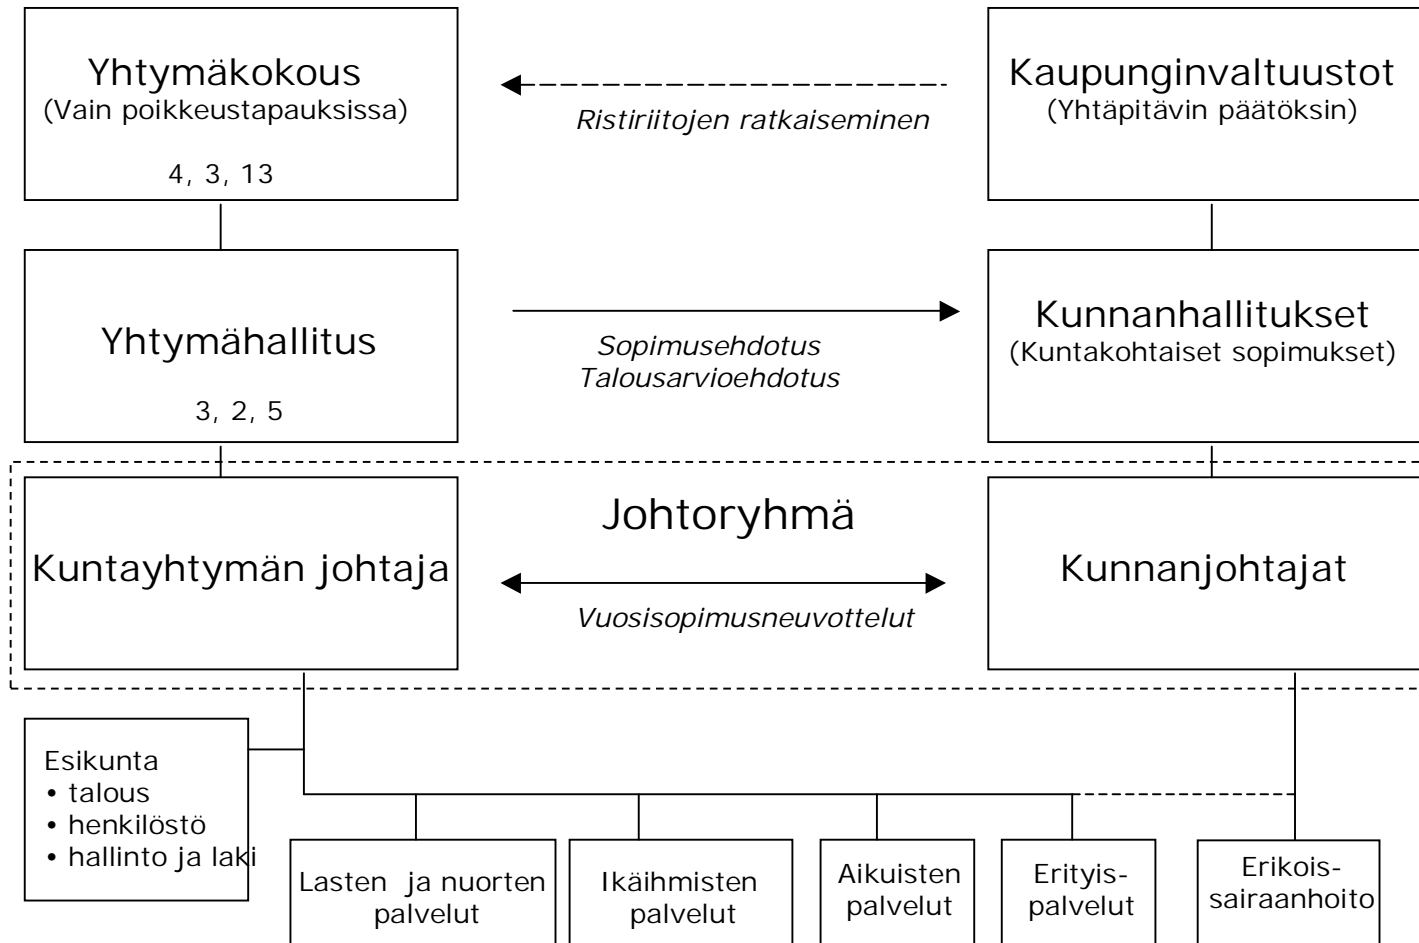 Yhtymäkokous
(Vain poikkeustapauksissa)
4, 3, 13
Ristiriitojen ratkaiseminen
Kaupunginvaltuustot
(Yhtäpitävin päätöksin)
Yhtymähallitus
3, 2, 5
Sopimusehdotus
Talousarvioehdotus
Kunnanhallitukset
(Kuntakohtaiset sopimukset)
Johtoryhmä
Kuntayhtymän johtaja
Vuosisopimusneuvottelut
Kunnanjohtajat
Esikunta
• talous
• henkilöstö
• hallinto ja laki
Lasten ja nuorten
palvelut
Ikäihmisten
palvelut
Aikuisten
palvelut
Erityis-
palvelut
Erikois-
sairaanhoito